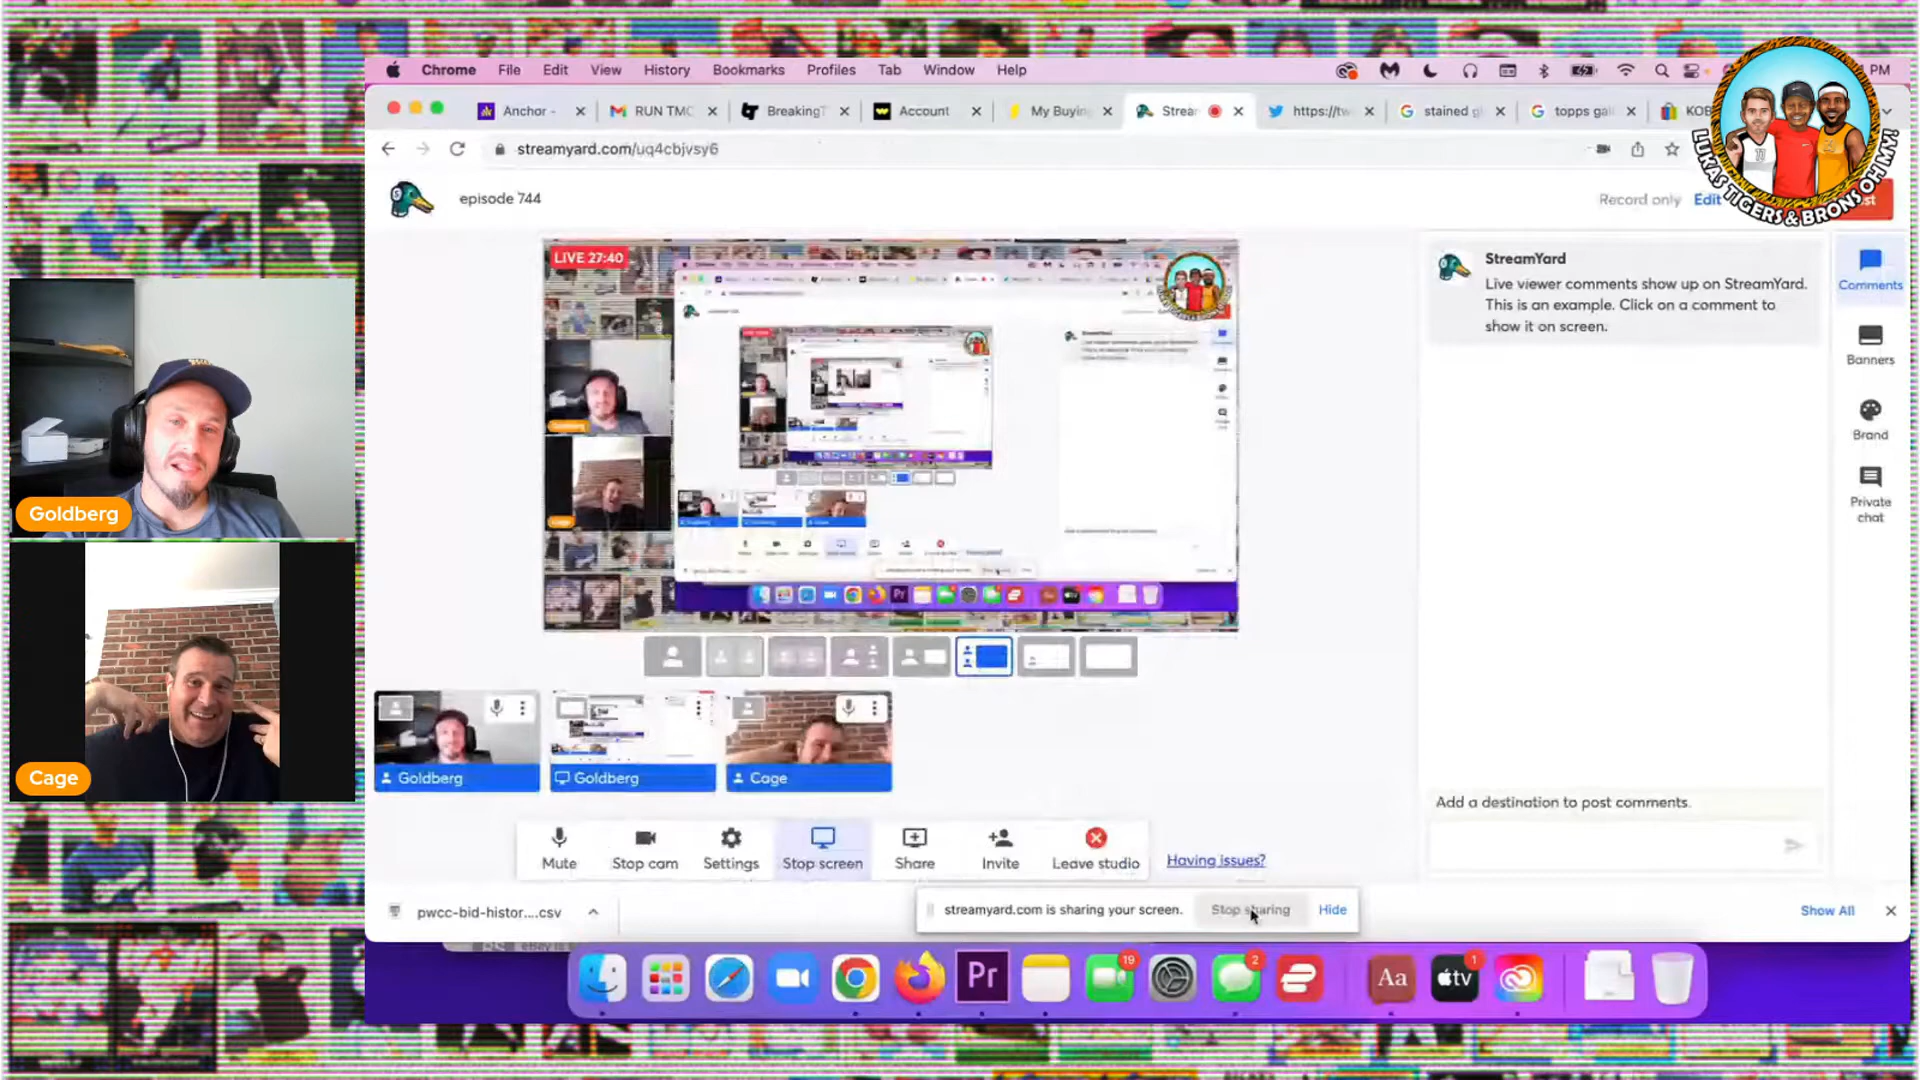 Chrome File Edit View History Bookmarks Profiles Tab Window Help
PM
Anchor -
RUN TMC
BreakingT
Account
My Buyin
Strea
https://tw
stained g
topps gal
KOB
streamyard.com/uq4cbjvsy6
episode 744
Record only
Edit
LUKAS TIGERS & BRONS OH MY!
LIVE 27:40
StreamYard
Live viewer comments show up on StreamYard.
This is an example. Click on a comment to
show it on screen.
Comments
Banners
Brand
Private
chat
Goldberg
Cage
Goldberg
Goldberg
Cage
Add a destination to post comments.
Mute
Stop cam
Settings
Stop screen
Share
Invite
Leave studio
Having issues?
pwcc-bid-histor....csv
streamyard.com is sharing your screen.
Stop sharing
Hide
Show All
Pr
19
2
Aa
tv
1